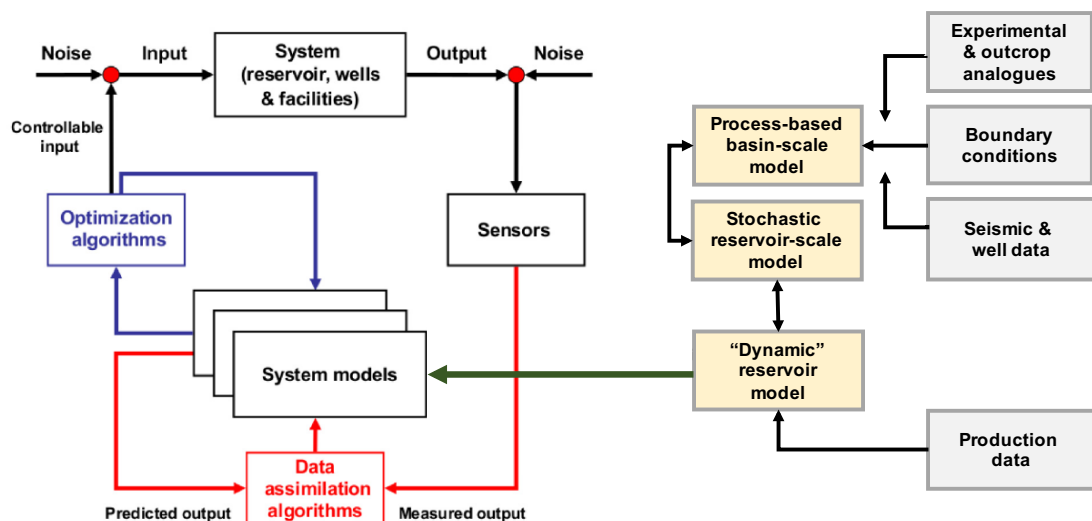 Noise
Input
System
(reservoir, wells
& facilities)
Output
Noise
Controllable
input
Optimization
algorithms
Sensors
System models
Data
assimilation
algorithms
Predicted output
Measured output
Process-based
basin-scale
model
Stochastic
reservoir-scale
model
“Dynamic”
reservoir
model
Experimental
& outcrop
analogues
Boundary
conditions
Seismic &
well data
Production
data